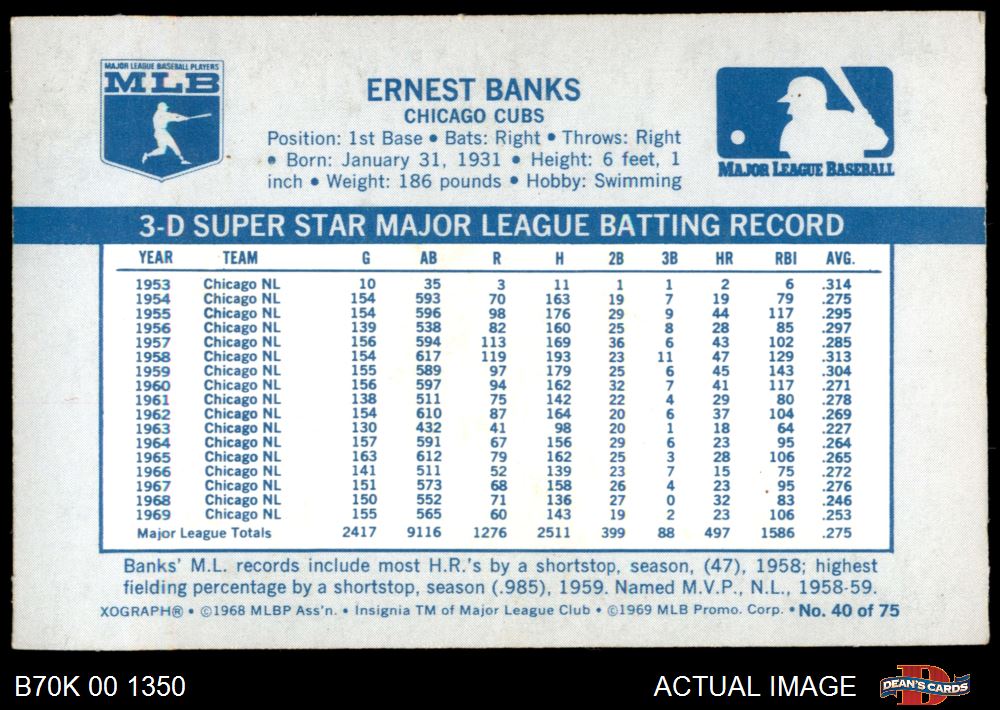 MAJOR LEAGUE BASEBALL PLAYERS
MLB
ERNEST BANKS
CHICAGO CUBS
Position: 1st Base • Bats: Right • Throws: Right
• Born: January 31, 1931 • Height: 6 feet, 1
inch • Weight: 186 pounds • Hobby: Swimming
MAJOR LEAGUE BASEBALL
3-D SUPER STAR MAJOR LEAGUE BATTING RECORD
YEAR TEAM G AB R H 2B 3B HR RBI AVG.
1953 Chicago NL 10 35 3 11 1 1 2 6 .314
1954 Chicago NL 154 593 70 163 19 7 19 79 .275
1955 Chicago NL 154 596 98 176 29 9 44 117 .295
1956 Chicago NL 139 538 82 160 25 8 28 85 .297
1957 Chicago NL 156 594 113 169 36 6 43 102 .285
1958 Chicago NL 154 617 119 193 23 11 47 129 .313
1959 Chicago NL 155 589 97 179 25 6 45 143 .304
1960 Chicago NL 156 597 94 162 32 7 41 117 .271
1961 Chicago NL 138 511 75 142 22 4 29 80 .278
1962 Chicago NL 154 610 87 164 20 6 37 104 .269
1963 Chicago NL 130 432 41 98 20 1 18 64 .227
1964 Chicago NL 157 591 67 156 29 6 23 95 .264
1965 Chicago NL 163 612 79 162 25 3 28 106 .265
1966 Chicago NL 141 511 52 139 23 7 15 75 .272
1967 Chicago NL 151 573 68 158 26 4 23 95 .276
1968 Chicago NL 150 552 71 136 27 0 32 83 .246
1969 Chicago NL 155 565 60 143 19 2 23 106 .253
Major League Totals 2417 9116 1276 2511 399 88 497 1586 .275
Banks' M.L. records include most H.R.'s by a shortstop, season, (47), 1958; highest
fielding percentage by a shortstop, season (.985), 1959. Named M.V.P., N.L., 1958-59.
XOGRAPH® • ©1968 MLBP Ass'n. • Insignia TM of Major League Club • ©1969 MLB Promo. Corp. • No. 40 of 75
B70K 00 1350
ACTUAL IMAGE
DEAN'S CARDS